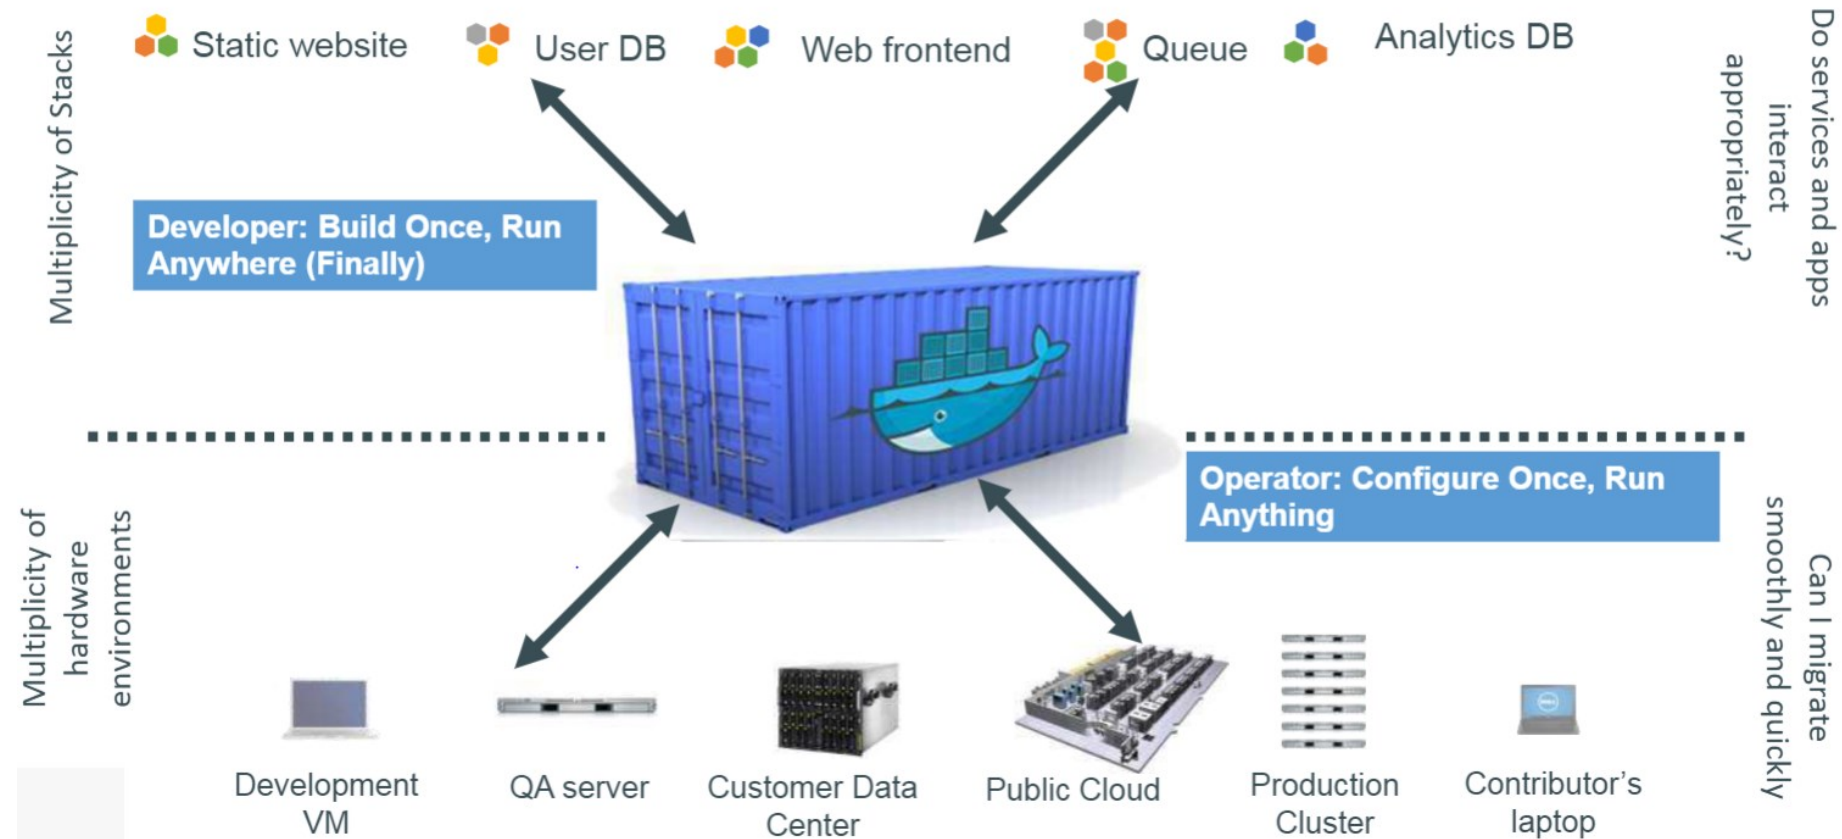 Multiplicity of Stacks
Static website
User DB
Web frontend
Queue
Analytics DB
Do services and apps
interact
appropriately?
Developer: Build Once, Run
Anywhere (Finally)
Operator: Configure Once, Run
Anything
Multiplicity of
hardware
environments
Can I migrate
smoothly and quickly
DELL
Development
VM
QA server
Customer Data
Center
Public Cloud
Production
Cluster
Contributor's
laptop